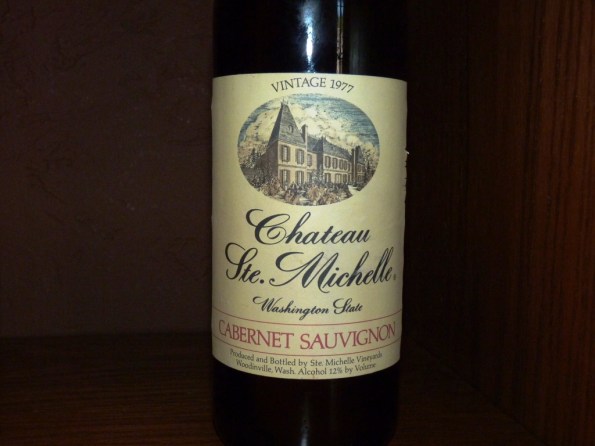 VINTAGE 1977
Chateau
Ste. Michelle®
Washington State
CABERNET SAUVIGNON
Produced and Bottled by Ste. Michelle Vineyards
Woodinville, Wash. Alcohol 12% by Volume